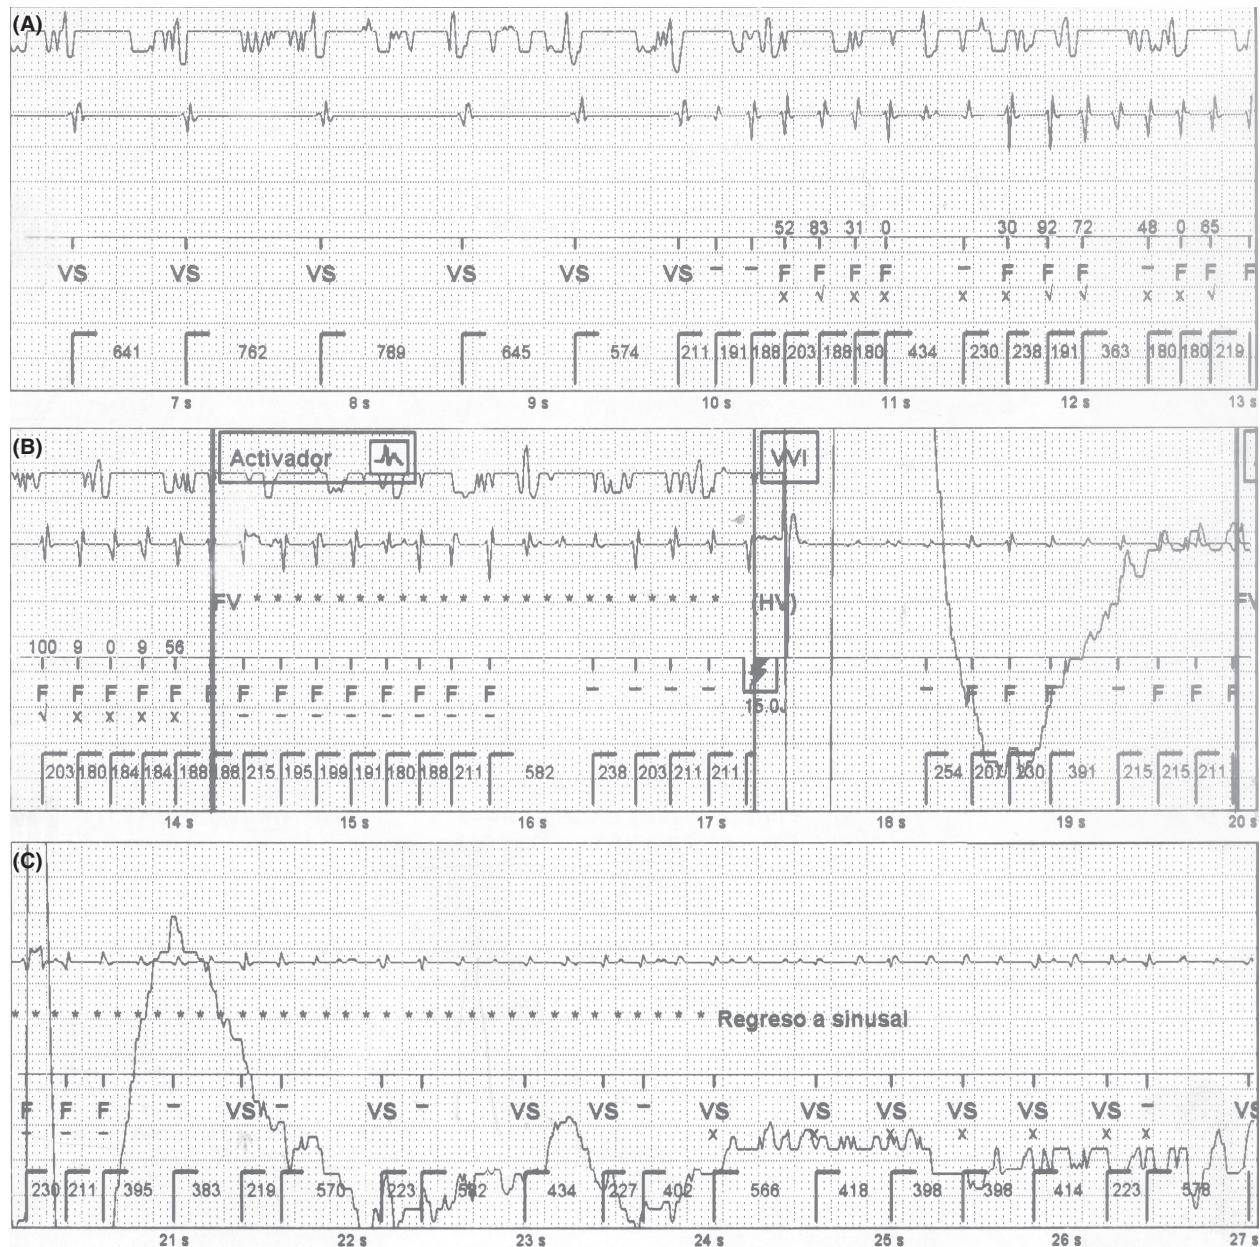 (A)
52 83 31 0 30 92 72 48 0 65
VS VS VS VS VS VS – – F F F F – F F F – F F F
x √ x x x x √ √ x x √
641 762 789 645 574 211 191 188 203 188 180 434 230 238 191 363 180 180 219
7 s 8 s 9 s 10 s 11 s 12 s 13 s
(B)
Activador VVI
FV * * * * * * * * * * * * * * * * * * * * * * * (HV) FV
100 9 0 9 56
F F F F F F F F F F F F F F – – – – – F F F – F F F
√ x x x x – – – – – – – –
15.0J
203 180 184 184 188 188 215 195 199 191 180 188 211 582 238 203 211 211 254 207 230 391 215 215 211
14 s 15 s 16 s 17 s 18 s 19 s 20 s
(C)
* * * * * * * * * * * * * * * * * * * * * * * * * * * * * * * * * * Regreso a sinusal
F F F – VS – VS – VS VS – VS VS VS VS VS VS – VS
– – – x x x x x x x
230 211 395 383 219 570 223 582 434 227 402 566 418 398 398 414 223 578
21 s 22 s 23 s 24 s 25 s 26 s 27 s